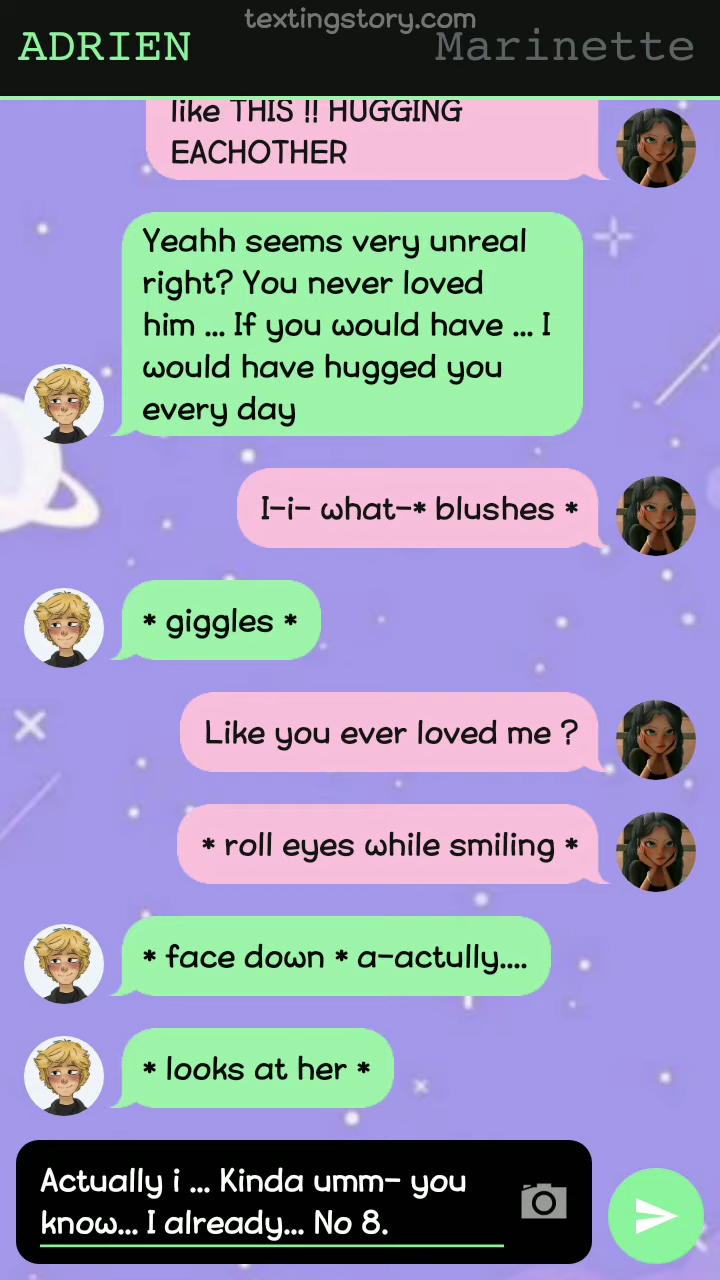 textingstory.com
ADRIEN
Marinette
like THIS !! HUGGING
EACHOTHER
Yeahh seems very unreal
right? You never loved
him ... If you would have ... I
would have hugged you
every day
I-i- what-* blushes *
* giggles *
Like you ever loved me ?
* roll eyes while smiling *
* face down * a-actully....
* looks at her *
Actually i ... Kinda umm- you
know... I already... No 8.